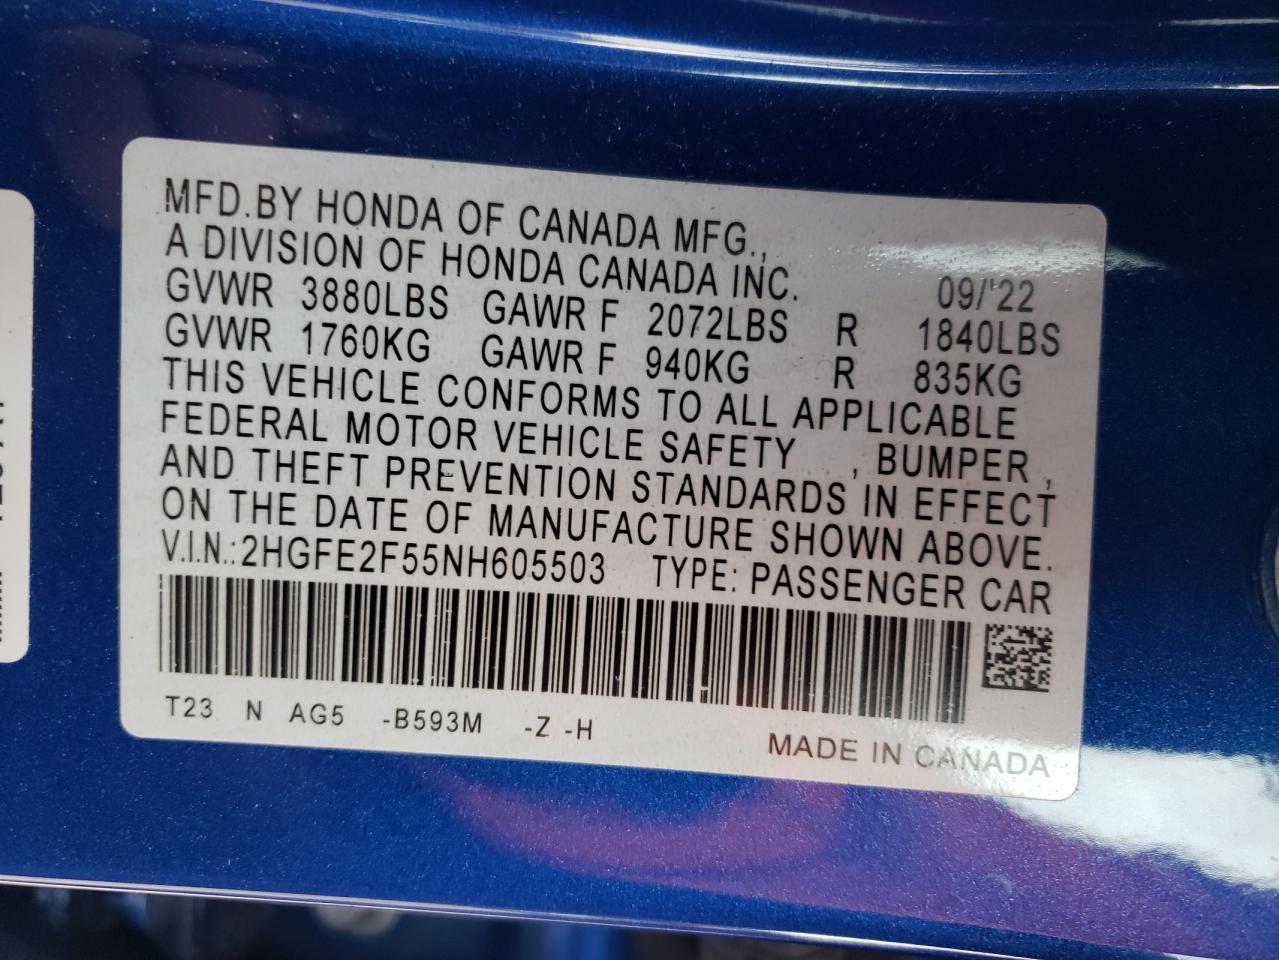 MFD.BY HONDA OF CANADA MFG.,
A DIVISION OF HONDA CANADA INC. 09/'22
GVWR 3880LBS GAWR F 2072LBS R 1840LBS
GVWR 1760KG GAWR F 940KG R 835KG
THIS VEHICLE CONFORMS TO ALL APPLICABLE
FEDERAL MOTOR VEHICLE SAFETY , BUMPER ,
AND THEFT PREVENTION STANDARDS IN EFFECT
ON THE DATE OF MANUFACTURE SHOWN ABOVE.
V.I.N.:2HGFE2F55NH605503 TYPE: PASSENGER CAR
T23 N AG5 -B593M -Z -H
MADE IN CANADA